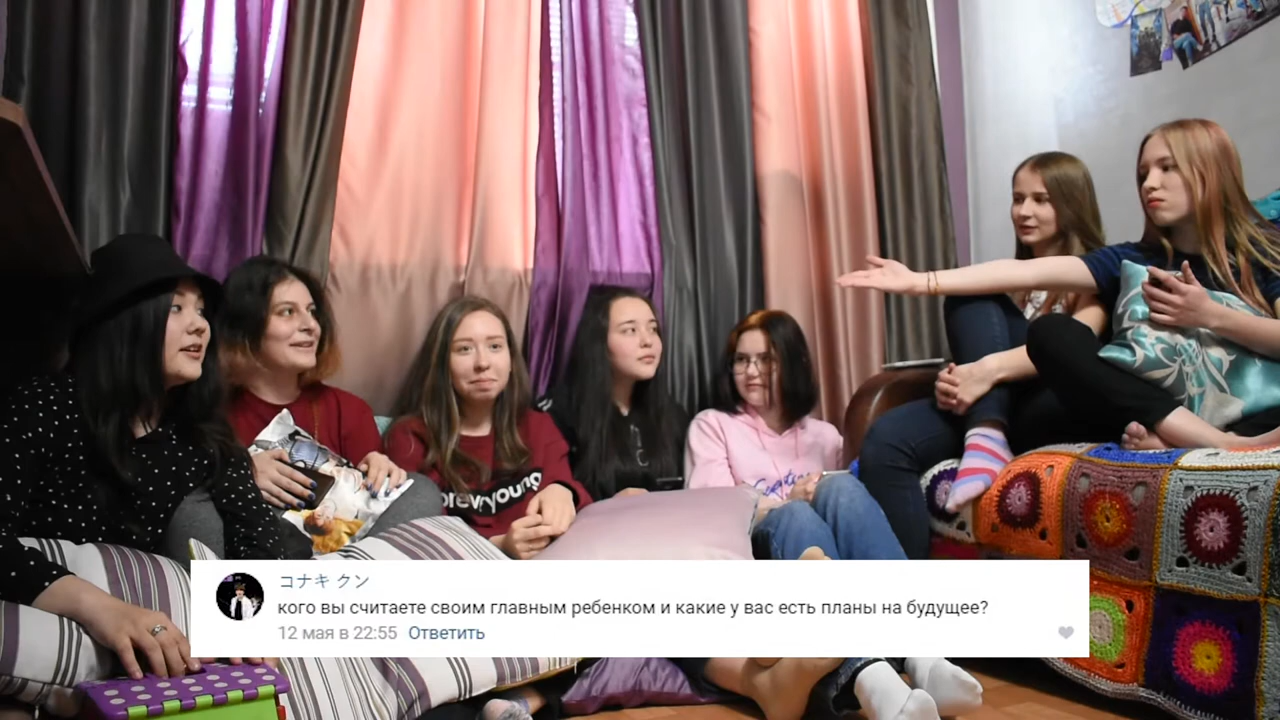 orevryoung
コナキ クン
кого вы считаете своим главным ребенком и какие у вас есть планы на будущее?
12 мая в 22:55 Ответить